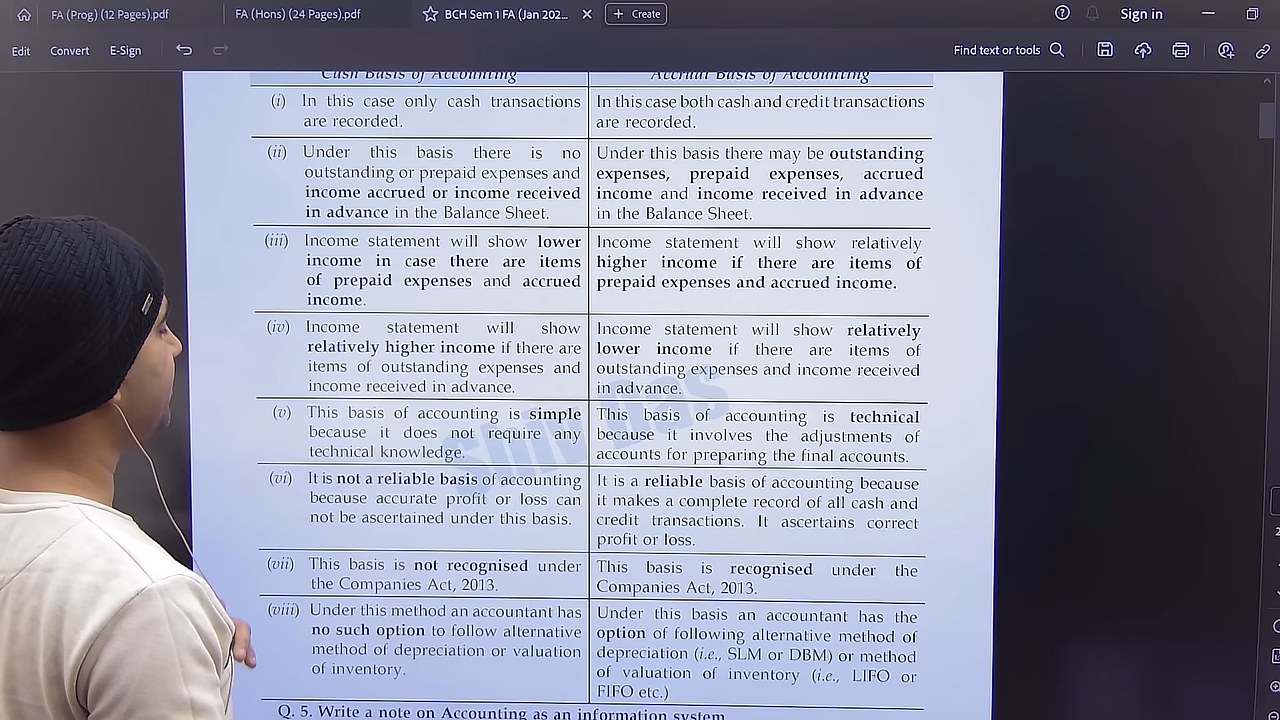 FA (Prog) (12 Pages).pdf
FA (Hons) (24 Pages).pdf
BCH Sem 1 FA (Jan 202...
Create
Sign in
Edit
Convert
E-Sign
Find text or tools
Cash Basis of Accounting
Accrual Basis of Accounting
(i) In this case only cash transactions
are recorded.
In this case both cash and credit transactions
are recorded.
(ii) Under this basis there is no
outstanding or prepaid expenses and
income accrued or income received
in advance in the Balance Sheet.
Under this basis there may be outstanding
expenses, prepaid expenses, accrued
income and income received in advance
in the Balance Sheet.
(iii) Income statement will show lower
income in case there are items
of prepaid expenses and accrued
income.
Income statement will show relatively
higher income if there are items of
prepaid expenses and accrued income.
(iv) Income statement will show
relatively higher income if there are
items of outstanding expenses and
income received in advance.
Income statement will show relatively
lower income if there are items of
outstanding expenses and income received
in advance.
(v) This basis of accounting is simple
because it does not require any
technical knowledge.
This basis of accounting is technical
because it involves the adjustments of
accounts for preparing the final accounts.
(vi) It is not a reliable basis of accounting
because accurate profit or loss can
not be ascertained under this basis.
It is a reliable basis of accounting because
it makes a complete record of all cash and
credit transactions. It ascertains correct
profit or loss.
(vii) This basis is not recognised under
the Companies Act, 2013.
This basis is recognised under the
Companies Act, 2013.
(viii) Under this method an accountant has
no such option to follow alternative
method of depreciation or valuation
of inventory.
Under this basis an accountant has the
option of following alternative method of
depreciation (i.e., SLM or DBM) or method
of valuation of inventory (i.e., LIFO or
FIFO etc.)
Q. 5. Write a note on Accounting as an information system